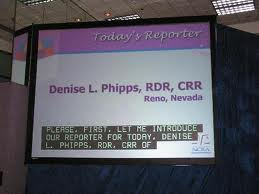 Today's Reporter
Denise L. Phipps, RDR, CRR
Reno, Nevada
PLEASE, FIRST, LET ME INTRODUCE
OUR REPORTER FOR TODAY, DENISE
L. PHIPPS, RDR, CRR OF
NCRA